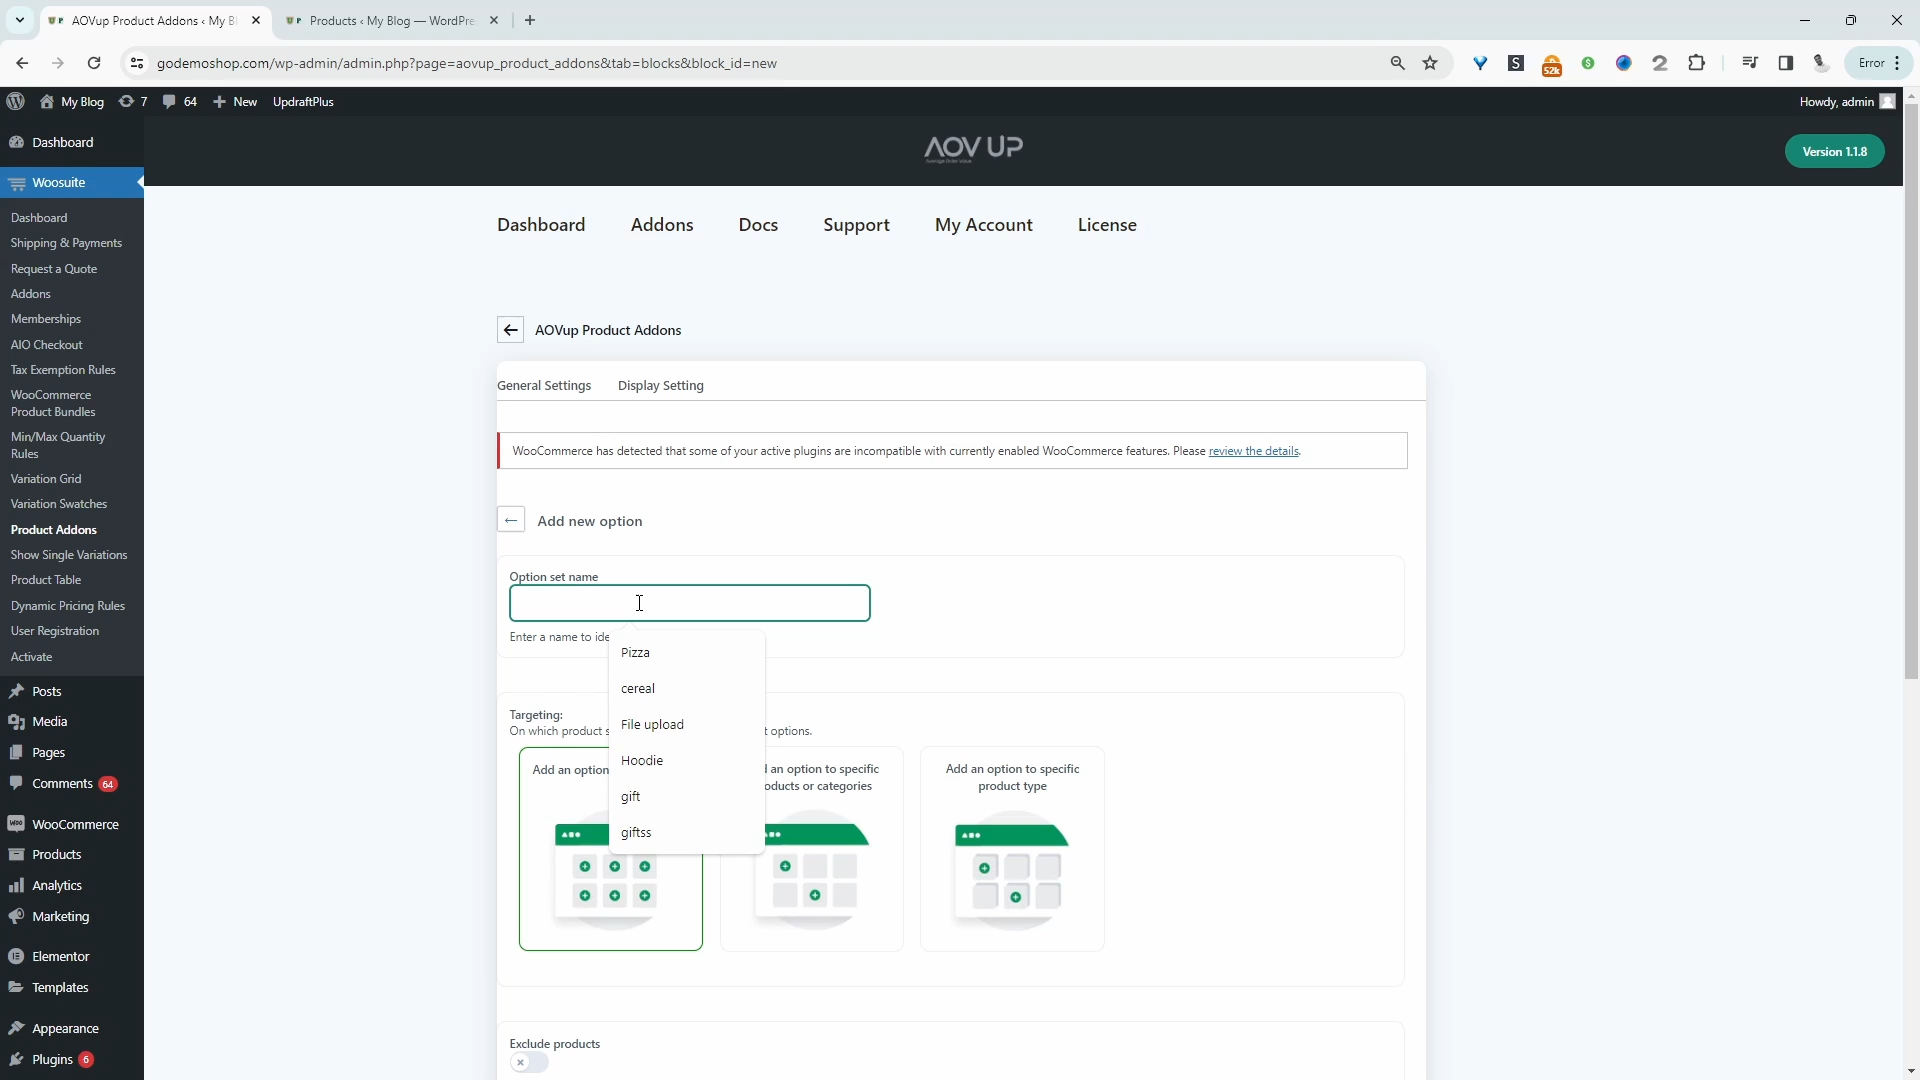 AOVup Product Addons ‹ My B
Products ‹ My Blog — WordPre
godemoshop.com/wp-admin/admin.php?page=aovup_product_addons&tab=blocks&block_id=new
52k
Error
My Blog
7
64
New
UpdraftPlus
Howdy, admin
AOV UP
Version 1.1.8
Dashboard
Woosuite
Dashboard
Shipping & Payments
Request a Quote
Addons
Memberships
AIO Checkout
Tax Exemption Rules
WooCommerce
Product Bundles
Min/Max Quantity
Rules
Variation Grid
Variation Swatches
Product Addons
Show Single Variations
Product Table
Dynamic Pricing Rules
User Registration
Activate
Posts
Media
Pages
Comments 64
WooCommerce
Products
Analytics
Marketing
Elementor
Templates
Appearance
Plugins 6
Dashboard
Addons
Docs
Support
My Account
License
AOVup Product Addons
General Settings
Display Setting
WooCommerce has detected that some of your active plugins are incompatible with currently enabled WooCommerce features. Please review the details.
Add new option
Option set name
Enter a name to ide
Pizza
cereal
File upload
Hoodie
gift
giftss
Targeting:
On which product s
t options.
Add an option
an option to specific
oducts or categories
Add an option to specific
product type
Exclude products